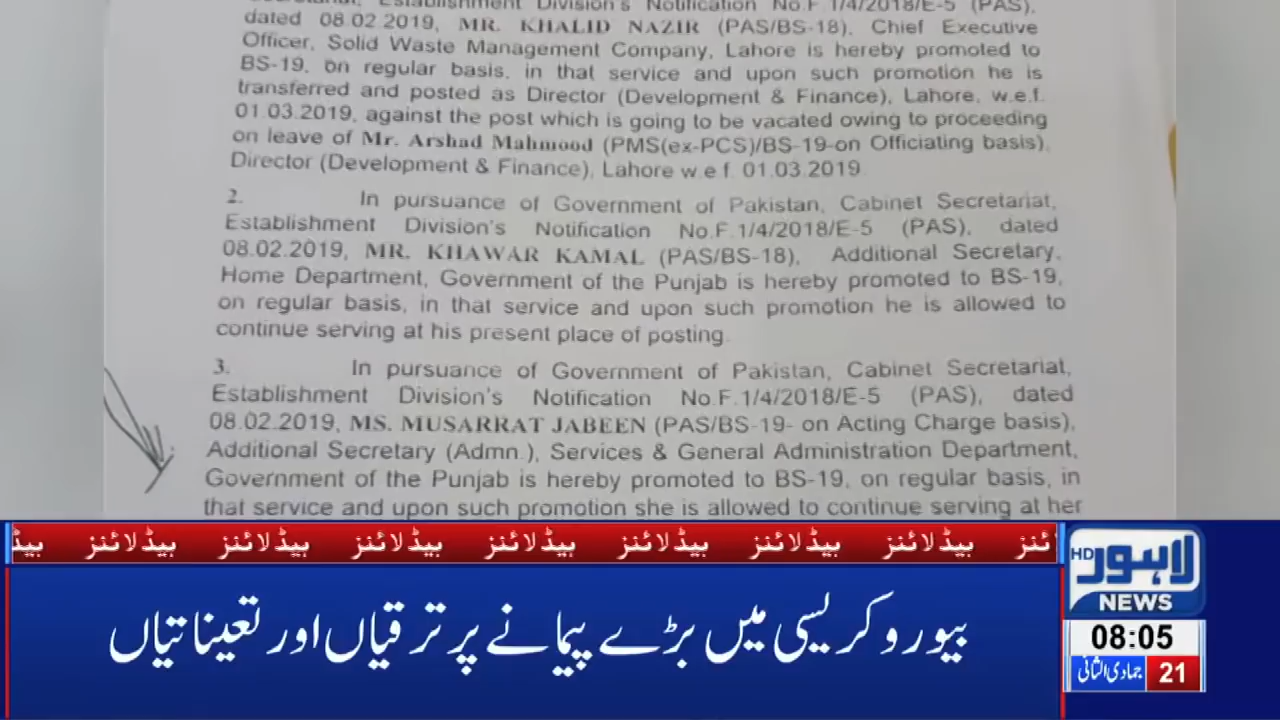 Secretariat, Establishment Division's Notification No.F 1/4/2018/E-5 (PAS),
dated 08.02.2019, MR. KHALID NAZIR (PAS/BS-18), Chief Executive
Officer, Solid Waste Management Company, Lahore is hereby promoted to
BS-19, on regular basis, in that service and upon such promotion he is
transferred and posted as Director (Development & Finance), Lahore, w.e.f.
01.03.2019, against the post which is going to be vacated owing to proceeding
on leave of Mr. Arshad Mahmood (PMS(ex-PCS)/BS-19-on Officiating basis),
Director (Development & Finance), Lahore w.e.f. 01.03.2019.
2. In pursuance of Government of Pakistan, Cabinet Secretariat,
Establishment Division's Notification No.F.1/4/2018/E-5 (PAS), dated
08.02.2019, MR. KHAWAR KAMAL (PAS/BS-18), Additional Secretary,
Home Department, Government of the Punjab is hereby promoted to BS-19,
on regular basis, in that service and upon such promotion he is allowed to
continue serving at his present place of posting.
3. In pursuance of Government of Pakistan, Cabinet Secretariat,
Establishment Division's Notification No.F.1/4/2018/E-5 (PAS), dated
08.02.2019, MS. MUSARRAT JABEEN (PAS/BS-19- on Acting Charge basis),
Additional Secretary (Admn.), Services & General Administration Department,
Government of the Punjab is hereby promoted to BS-19, on regular basis, in
that service and upon such promotion she is allowed to continue serving at her
ہیڈلائنز ہیڈلائنز ہیڈلائنز ہیڈلائنز ہیڈلائنز ہیڈلائنز ہیڈلائنز
بیوروکریسی میں بڑے پیمانے پر ترقیاں اور تعیناتیاں
لاہور HD
NEWS
08:05
21 جمادی الثانی